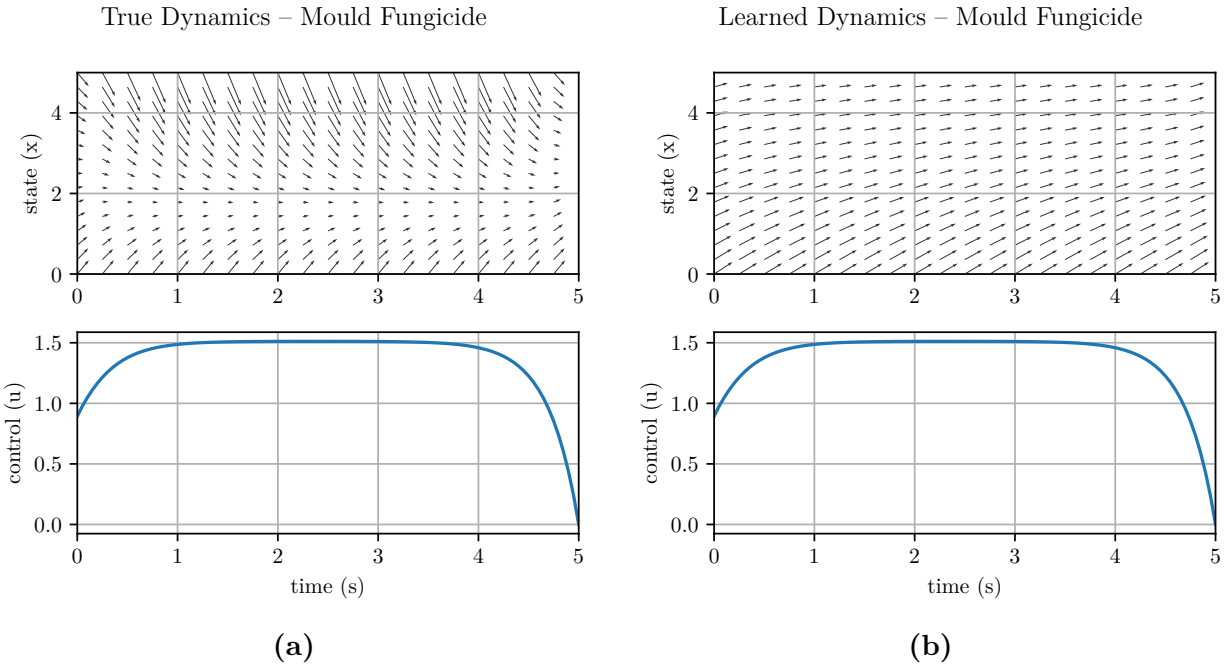 True Dynamics – Mould Fungicide
state (x)
4
2
0
0 1 2 3 4 5
control (u)
1.5
1.0
0.5
0.0
0 1 2 3 4 5
time (s)
(a)
Learned Dynamics – Mould Fungicide
state (x)
4
2
0
0 1 2 3 4 5
control (u)
1.5
1.0
0.5
0.0
0 1 2 3 4 5
time (s)
(b)